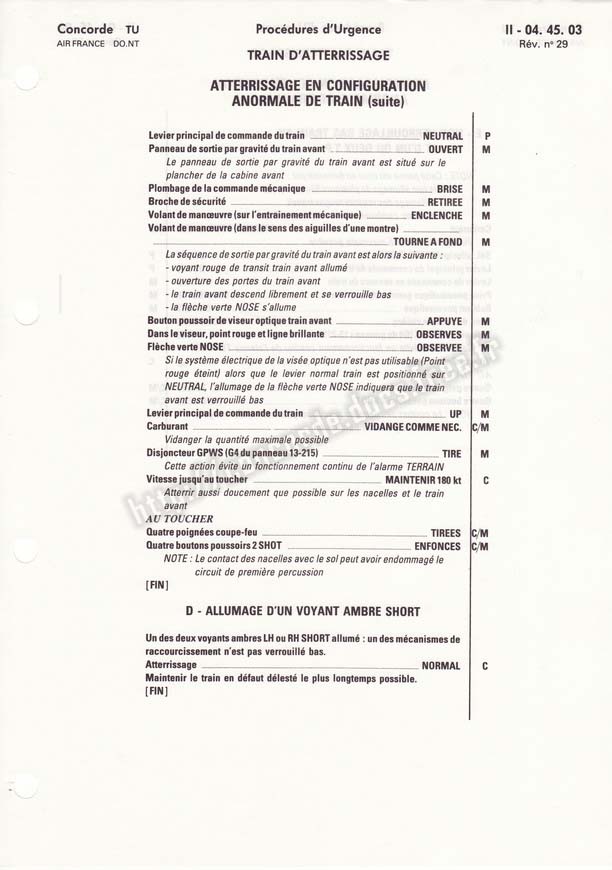 Concorde TU Procédures d'Urgence II - 04. 45. 03
AIR FRANCE DO.NT Rév. n° 29
TRAIN D'ATTERRISSAGE
ATTERRISSAGE EN CONFIGURATION
ANORMALE DE TRAIN (suite)
Levier principal de commande du train NEUTRAL P
Panneau de sortie par gravité du train avant OUVERT M
Le panneau de sortie par gravité du train avant est situé sur le
plancher de la cabine avant
Plombage de la commande mécanique BRISE M
Broche de sécurité RETIREE M
Volant de manœuvre (sur l'entrainement mécanique) ENCLENCHE M
Volant de manœuvre (dans le sens des aiguilles d'une montre)
TOURNE A FOND M
La séquence de sortie par gravité du train avant est alors la suivante :
- voyant rouge de transit train avant allumé
- ouverture des portes du train avant
- le train avant descend librement et se verrouille bas
- la flèche verte NOSE s'allume
Bouton poussoir de viseur optique train avant APPUYE M
Dans le viseur, point rouge et ligne brillante OBSERVES M
Flèche verte NOSE OBSERVEE M
Si le système électrique de la visée optique n'est pas utilisable (Point
rouge éteint) alors que le levier normal train est positionné sur
NEUTRAL, l'allumage de la flèche verte NOSE indiquera que le train
avant est verrouillé bas
Levier principal de commande du train UP M
Carburant VIDANGE COMME NEC. C/M
Vidanger la quantité maximale possible
Disjoncteur GPWS (G4 du panneau 13-215) TIRE M
Cette action évite un fonctionnement continu de l'alarme TERRAIN
Vitesse jusqu'au toucher MAINTENIR 180 kt C
Atterrir aussi doucement que possible sur les nacelles et le train
avant
AU TOUCHER
Quatre poignées coupe-feu TIREES C/M
Quatre boutons poussoirs 2 SHOT ENFONCES C/M
NOTE : Le contact des nacelles avec le sol peut avoir endommagé le
circuit de première percussion
[FIN]
D - ALLUMAGE D'UN VOYANT AMBRE SHORT
Un des deux voyants ambres LH ou RH SHORT allumé : un des mécanismes de
raccourcissement n'est pas verrouillé bas.
Atterrissage NORMAL C
Maintenir le train en défaut délesté le plus longtemps possible.
[FIN]